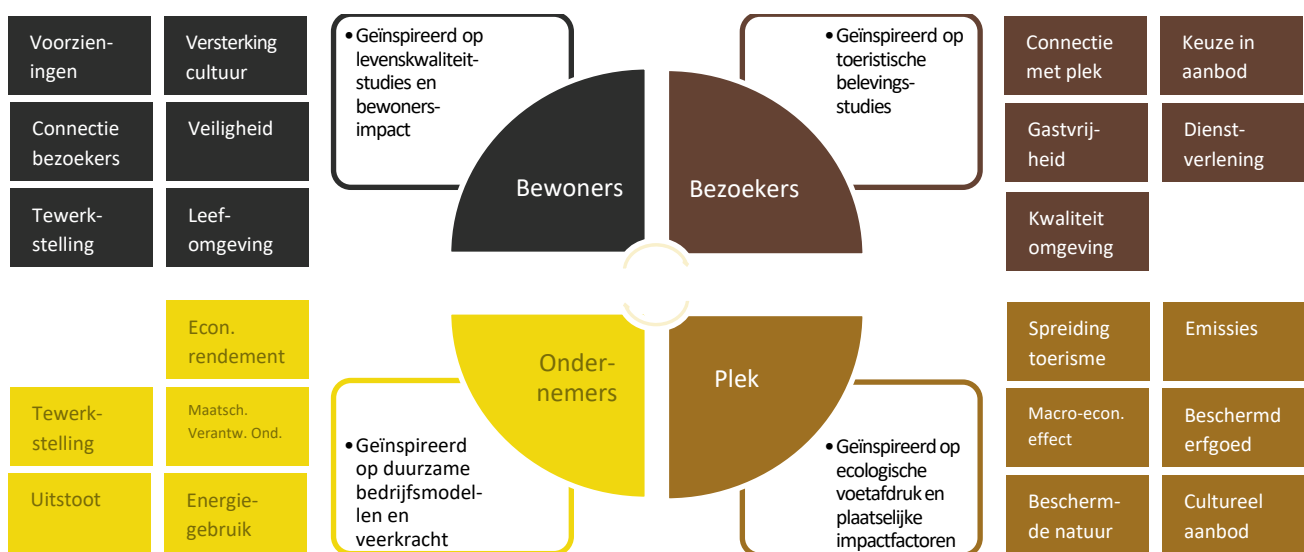 Voorzien-
ingen
Versterking
cultuur
Connectie
bezoekers
Veiligheid
Tewerk-
stelling
Leef-
omgeving
•Geïnspireerd op
levenskwaliteit-
studies en
bewoners-
impact
Bewoners
•Geïnspireerd op
toeristische
belevings-
studies
Bezoekers
Connectie
met plek
Keuze in
aanbod
Gastvrij-
heid
Dienst-
verlening
Kwaliteit
omgeving
Econ.
rendement
Tewerk-
stelling
Maatsch.
Verantw. Ond.
Uitstoot
Energie-
gebruik
Onder-
nemers
•Geïnspireerd
op duurzame
bedrijfsmodel-
len en
veerkracht
Plek
•Geïnspireerd op
ecologische
voetafdruk en
plaatselijke
impactfactoren
Spreiding
toerisme
Emissies
Macro-econ.
effect
Beschermd
erfgoed
Bescherm-
de natuur
Cultureel
aanbod